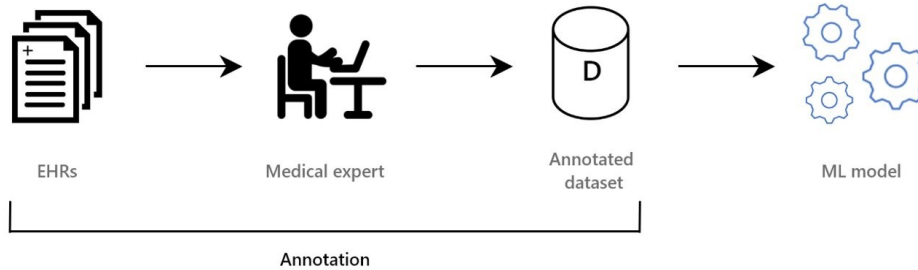 D
EHRs
Medical expert
Annotated
dataset
ML model
Annotation